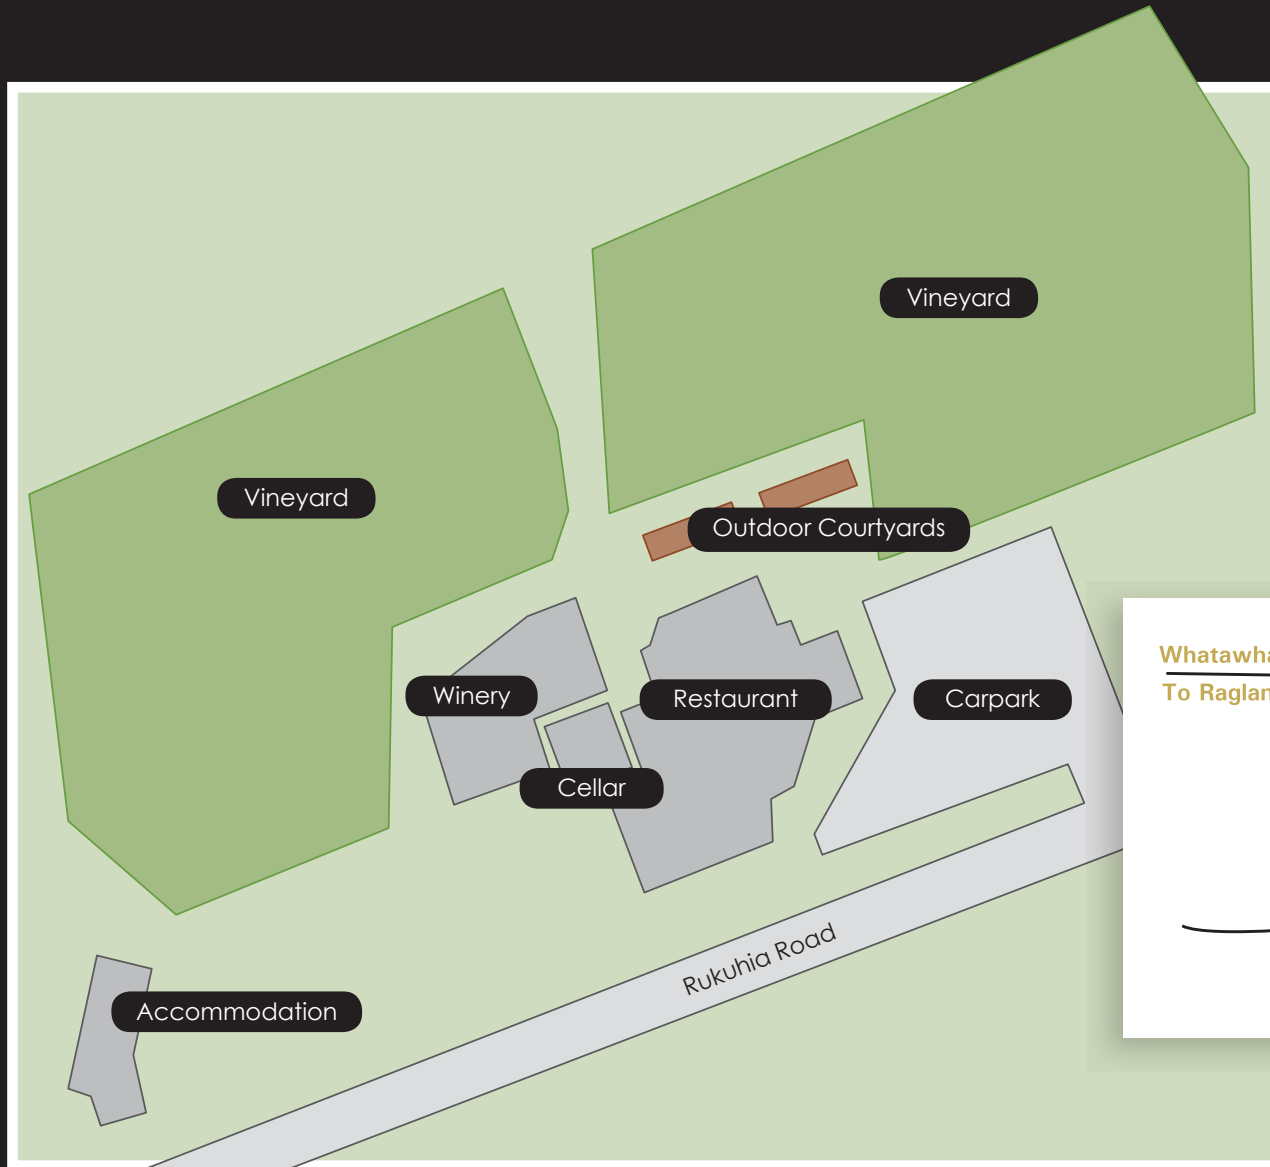 Vineyard
Vineyard
Outdoor Courtyards
Winery
Restaurant
Carpark
Cellar
Rukuhia Road
Accommodation
To Raglan